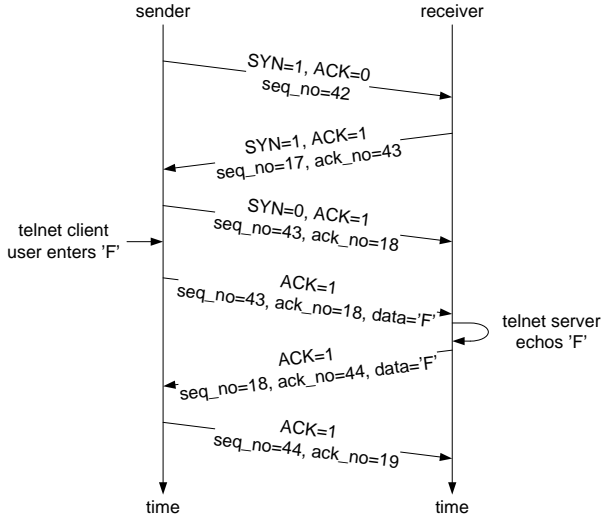 sender
receiver
SYN=1, ACK=0
seq_no=42
SYN=1, ACK=1
seq_no=17, ack_no=43
SYN=0, ACK=1
seq_no=43, ack_no=18
telnet client
user enters 'F'
ACK=1
seq_no=43, ack_no=18, data='F'
telnet server
echos 'F'
ACK=1
seq_no=18, ack_no=44, data='F'
ACK=1
seq_no=44, ack_no=19
time
time